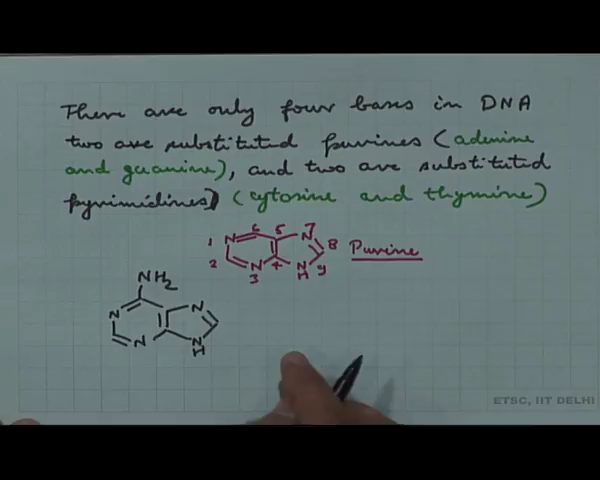 There are only four bases in DNA
two are substituted purines (adenine
and guanine), and two are substituted
pyrimidines) (cytosine and thymine)
1 2 3 4 5 6 7 8 9 N N N N H Purine
NH2
N N N N H
ETSC, IIT DELHI